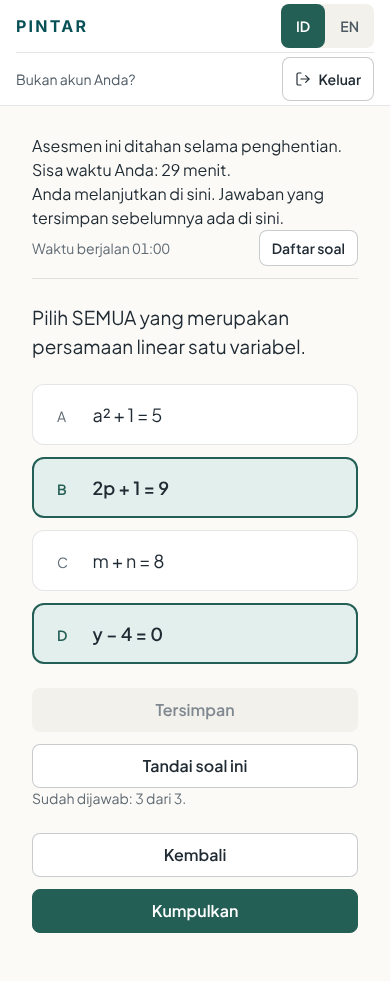 PINTAR
ID
EN
Bukan akun Anda?
Keluar
Asesmen ini ditahan selama penghentian.
Sisa waktu Anda: 29 menit.
Anda melanjutkan di sini. Jawaban yang
tersimpan sebelumnya ada di sini.
Waktu berjalan 01:00
Daftar soal
Pilih SEMUA yang merupakan
persamaan linear satu variabel.
A a² + 1 = 5
B 2p + 1 = 9
C m + n = 8
D y − 4 = 0
Tersimpan
Tandai soal ini
Sudah dijawab: 3 dari 3.
Kembali
Kumpulkan